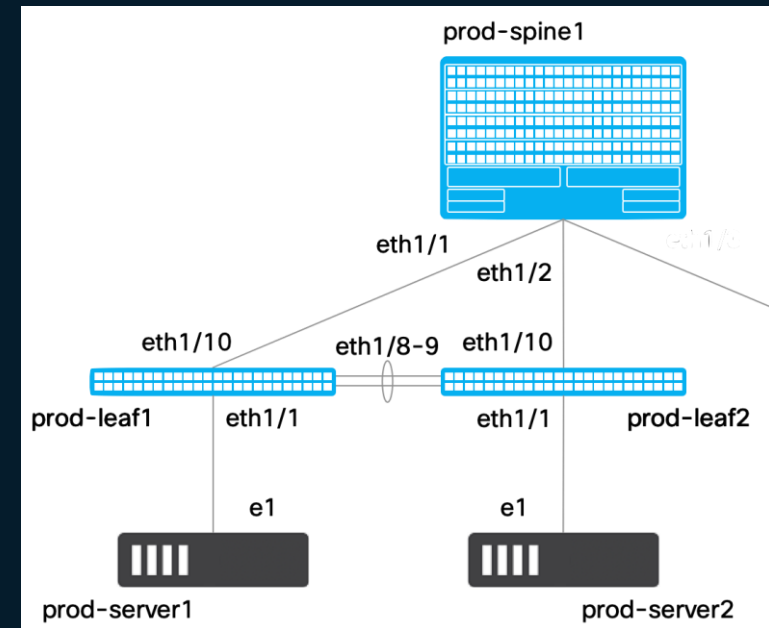 prod-spine1
eth1/1
eth1/2
eth1/10
eth1/8-9
eth1/10
prod-leaf1
eth1/1
eth1/1
prod-leaf2
e1
e1
prod-server1
prod-server2